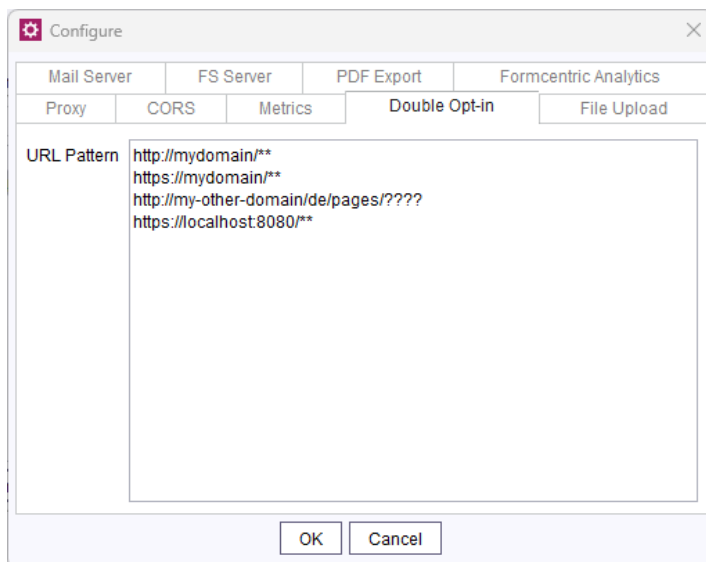 Configure
Mail Server FS Server PDF Export Formcentric Analytics
Proxy CORS Metrics Double Opt-in File Upload
URL Pattern http://mydomain/**
https://mydomain/**
http://my-other-domain/de/pages/????
https://localhost:8080/**
OK Cancel